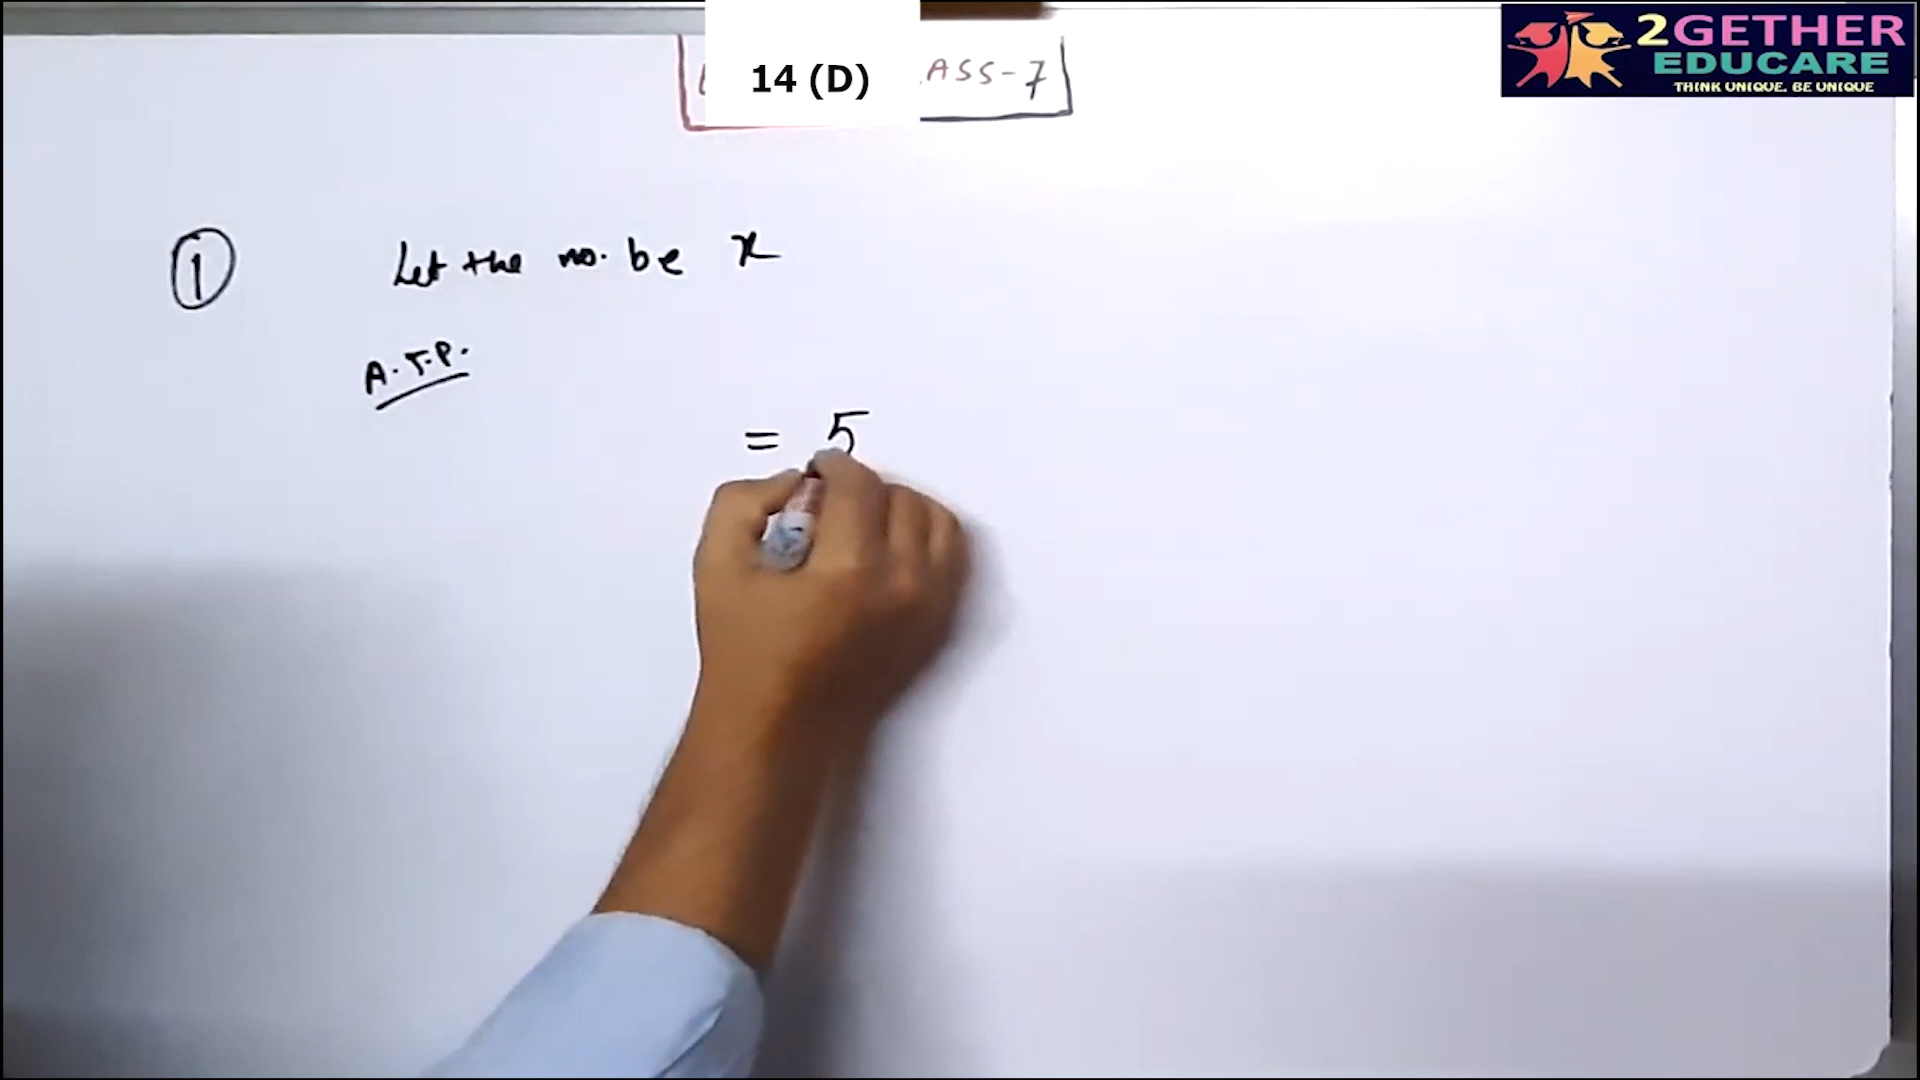 14 (D)
ASS-7
2GETHER
EDUCARE
THINK UNIQUE. BE UNIQUE
1 Let the no. be x
A.T.P.
= 5